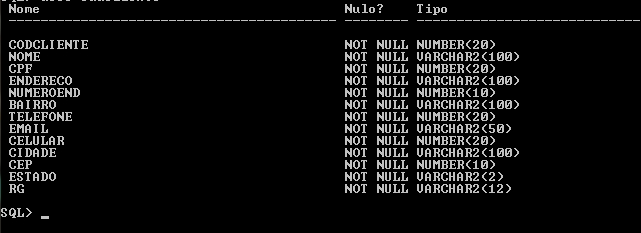 Nome Nulo? Tipo
CODCLIENTE NOT NULL NUMBER(20)
NOME NOT NULL VARCHAR2(100)
CPF NOT NULL NUMBER(20)
ENDERECO NOT NULL VARCHAR2(100)
NUMEROEND NOT NULL NUMBER(10)
BAIRRO NOT NULL VARCHAR2(100)
TELEFONE NOT NULL NUMBER(20)
EMAIL NOT NULL VARCHAR2(50)
CELULAR NOT NULL NUMBER(20)
CIDADE NOT NULL VARCHAR2(100)
CEP NOT NULL NUMBER(10)
ESTADO NOT NULL VARCHAR2(2)
RG NOT NULL VARCHAR2(12)
SQL> _